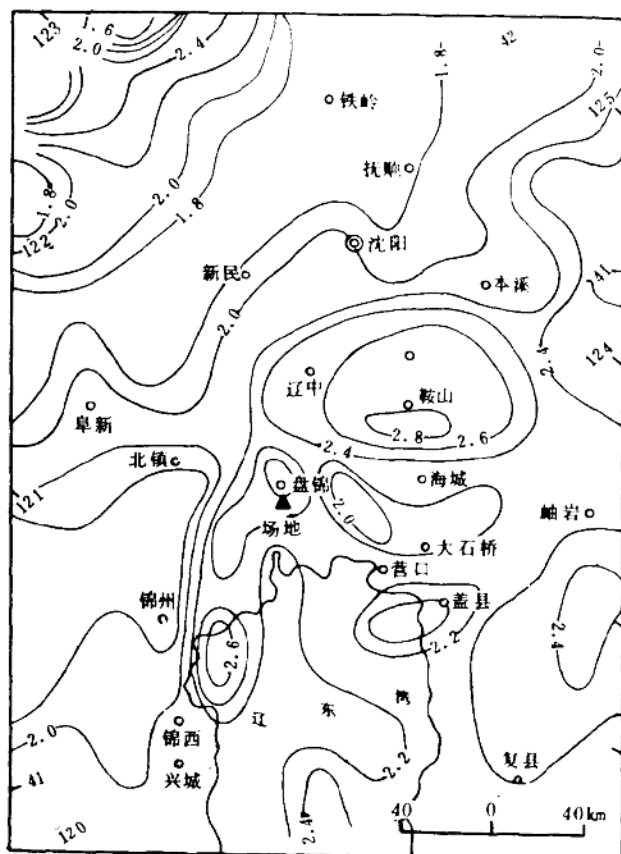 123
1.6
2.0
2.4
42
1.8
2.0
125
铁岭
抚顺
1.8
2.0
122
2.0
1.8
沈阳
新民
本溪
241
2.0
124
2.4
辽中
鞍山
阜新
2.8
2.6
2.4
北镇
盘锦
海城
121
2.0
岫岩
场地
大石桥
营口
锦州
盖县
2.2
2.4
2.6
辽 东 湾
2.0
锦西
2.2
41
兴城
复县
120
2.4
40 0 40 km